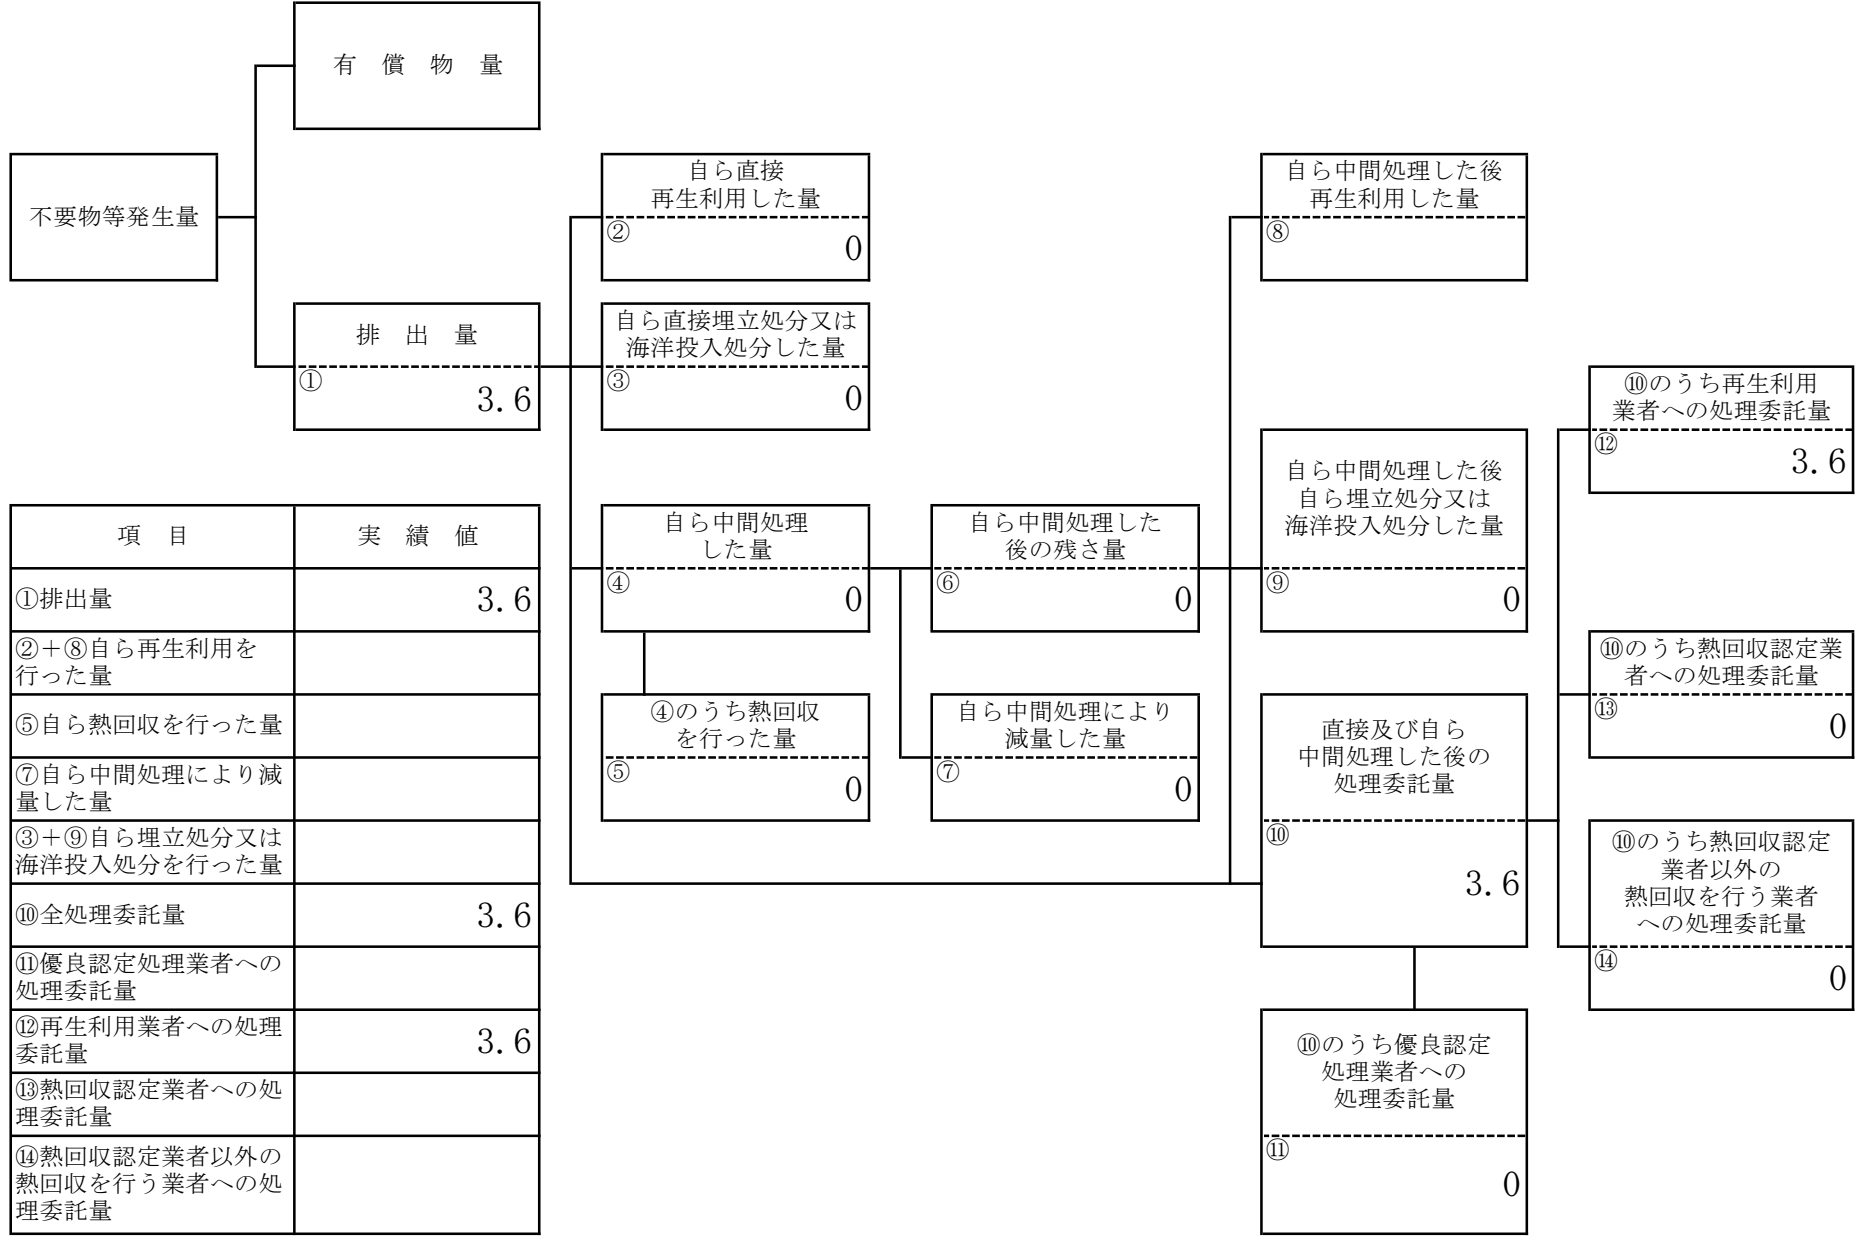 有 償 物 量
不要物等発生量
排 出 量
①
3.6
自ら直接
再生利用した量
②
0
自ら直接埋立処分又は
海洋投入処分した量
③
0
自ら中間処理
した量
④
0
④のうち熱回収
を行った量
⑤
0
自ら中間処理した
後の残さ量
⑥
0
自ら中間処理により
減量した量
⑦
0
自ら中間処理した後
再生利用した量
⑧
自ら中間処理した後
自ら埋立処分又は
海洋投入処分した量
⑨
0
直接及び自ら
中間処理した後の
処理委託量
⑩
3.6
⑩のうち優良認定
処理業者への
処理委託量
⑪
0
⑩のうち再生利用
業者への処理委託量
⑫
3.6
⑩のうち熱回収認定業
者への処理委託量
⑬
0
⑩のうち熱回収認定
業者以外の
熱回収を行う業者
への処理委託量
⑭
0
項 目 実 績 値
①排出量 3.6
②＋⑧自ら再生利用を
行った量
⑤自ら熱回収を行った量
⑦自ら中間処理により減
量した量
③＋⑨自ら埋立処分又は
海洋投入処分を行った量
⑩全処理委託量 3.6
⑪優良認定処理業者への
処理委託量
⑫再生利用業者への処理
委託量 3.6
⑬熱回収認定業者への処
理委託量
⑭熱回収認定業者以外の
熱回収を行う業者への処
理委託量